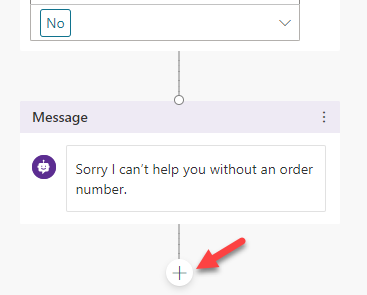 No
Message
Sorry I can’t help you without an order
number.